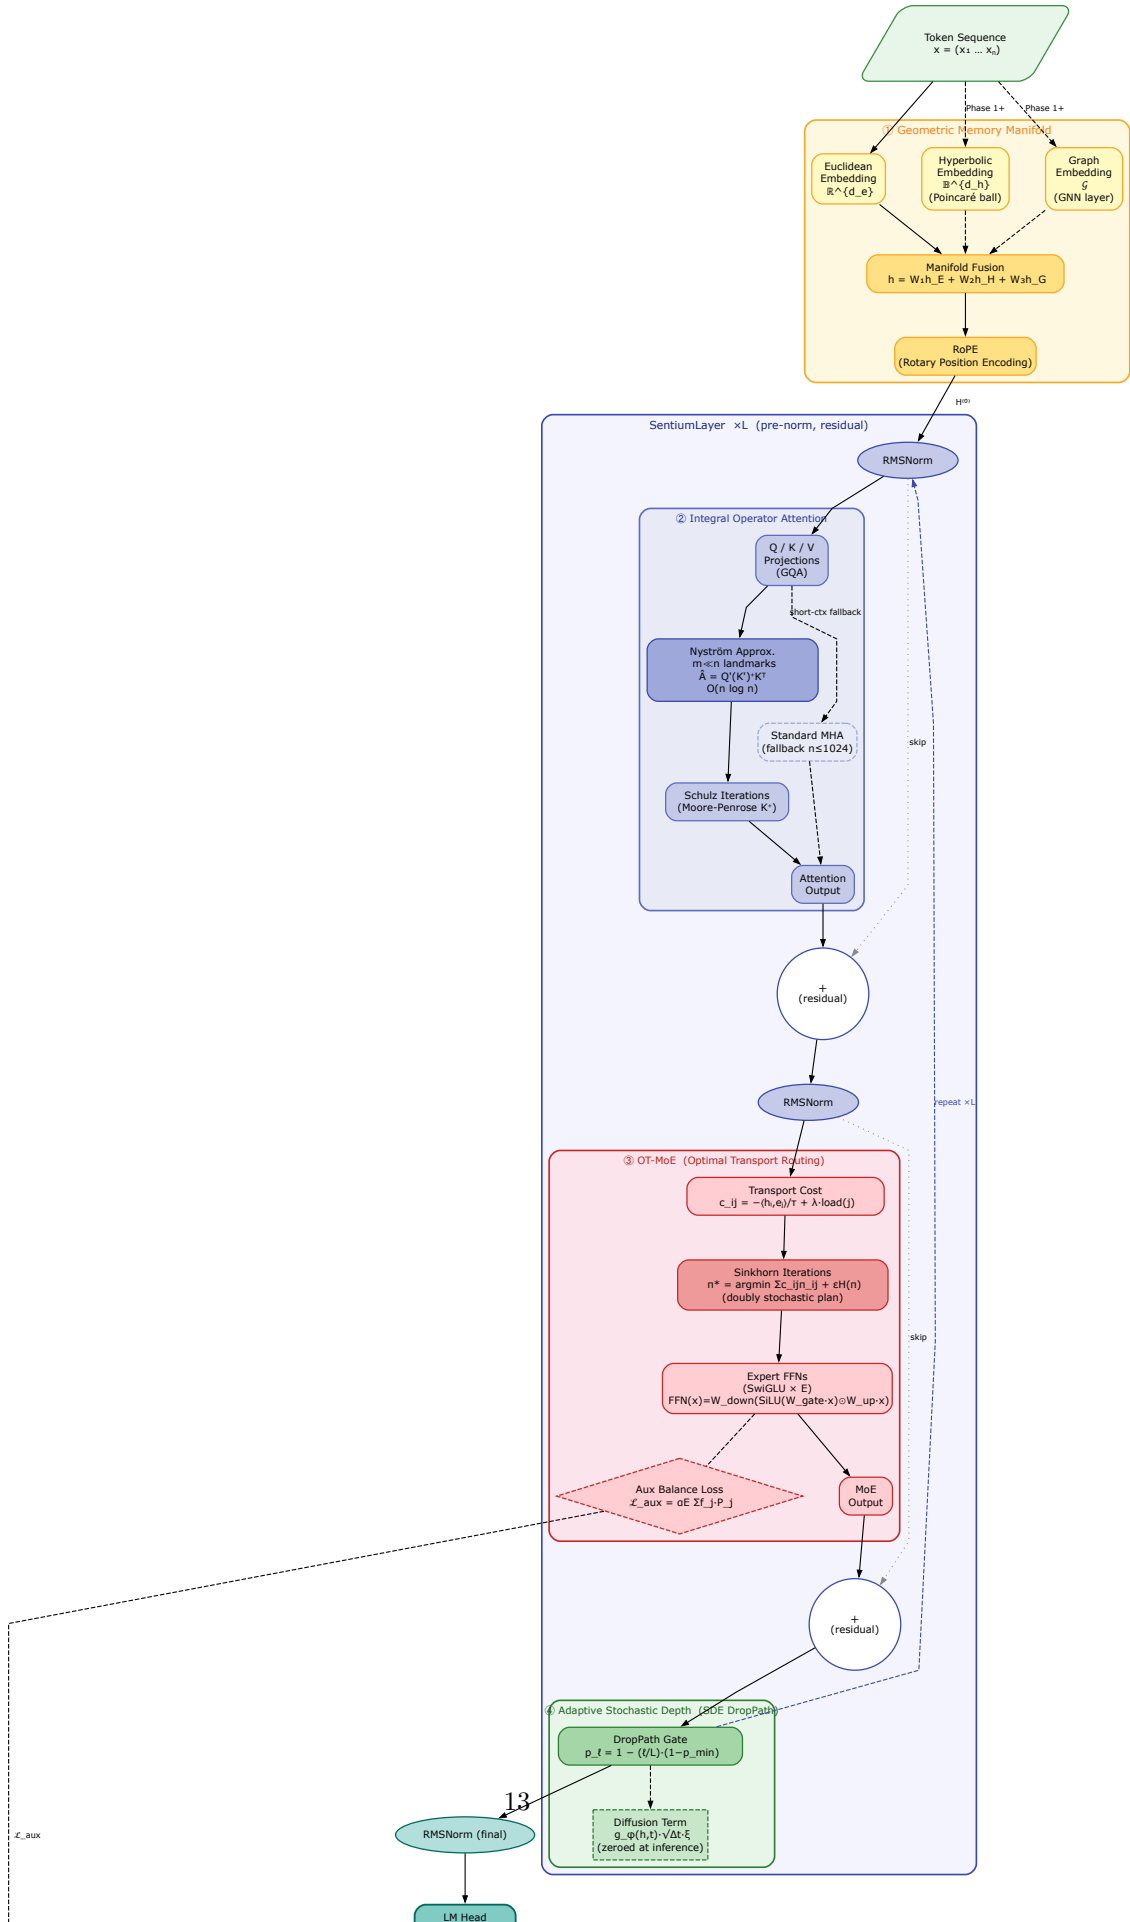 Token Sequence
x = (x₁ … xₙ)
Phase 1+
Phase 1+
① Geometric Memory Manifold
Euclidean
Embedding
ℝ^{d_e}
Hyperbolic
Embedding
𝔹^{d_h}
(Poincaré ball)
Graph
Embedding
𝒢
(GNN layer)
Manifold Fusion
h = W₁h_E + W₂h_H + W₃h_G
RoPE
(Rotary Position Encoding)
H⁽⁰⁾
SentiumLayer ×L (pre-norm, residual)
RMSNorm
② Integral Operator Attention
Q / K / V
Projections
(GQA)
short-ctx fallback
Nyström Approx.
m≪n landmarks
Â = Q'(K')⁺Kᵀ
O(n log n)
Standard MHA
(fallback n≤1024)
skip
Schulz Iterations
(Moore-Penrose K⁺)
Attention
Output
+
(residual)
RMSNorm
repeat ×L
③ OT-MoE (Optimal Transport Routing)
Transport Cost
c_ij = −⟨hᵢ,eⱼ⟩/τ + λ·load(j)
Sinkhorn Iterations
π* = argmin Σc_ijπ_ij + εH(π)
(doubly stochastic plan)
skip
Expert FFNs
(SwiGLU × E)
FFN(x)=W_down(SiLU(W_gate·x)⊙W_up·x)
Aux Balance Loss
ℒ_aux = αE Σf_j·P_j
MoE
Output
+
(residual)
④ Adaptive Stochastic Depth (SDE DropPath)
DropPath Gate
p_ℓ = 1 − (ℓ/L)·(1−p_min)
13
Diffusion Term
g_φ(h,t)·√Δt·ξ
(zeroed at inference)
RMSNorm (final)
ℒ_aux
LM Head